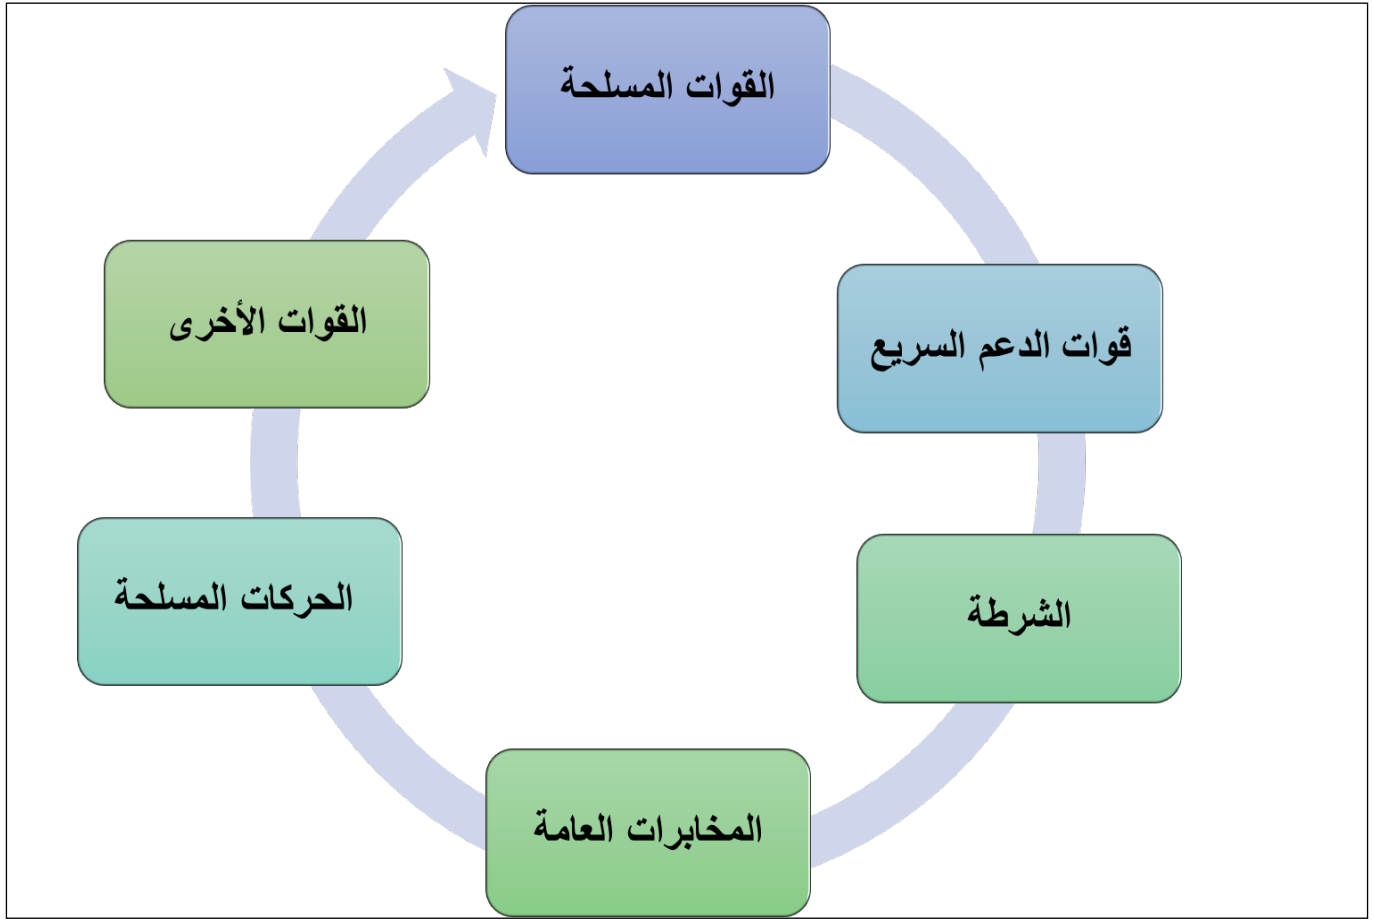 القوات المسلحة
قوات الدعم السريع
الشرطة
المخابرات العامة
الحركات المسلحة
القوات الأخرى